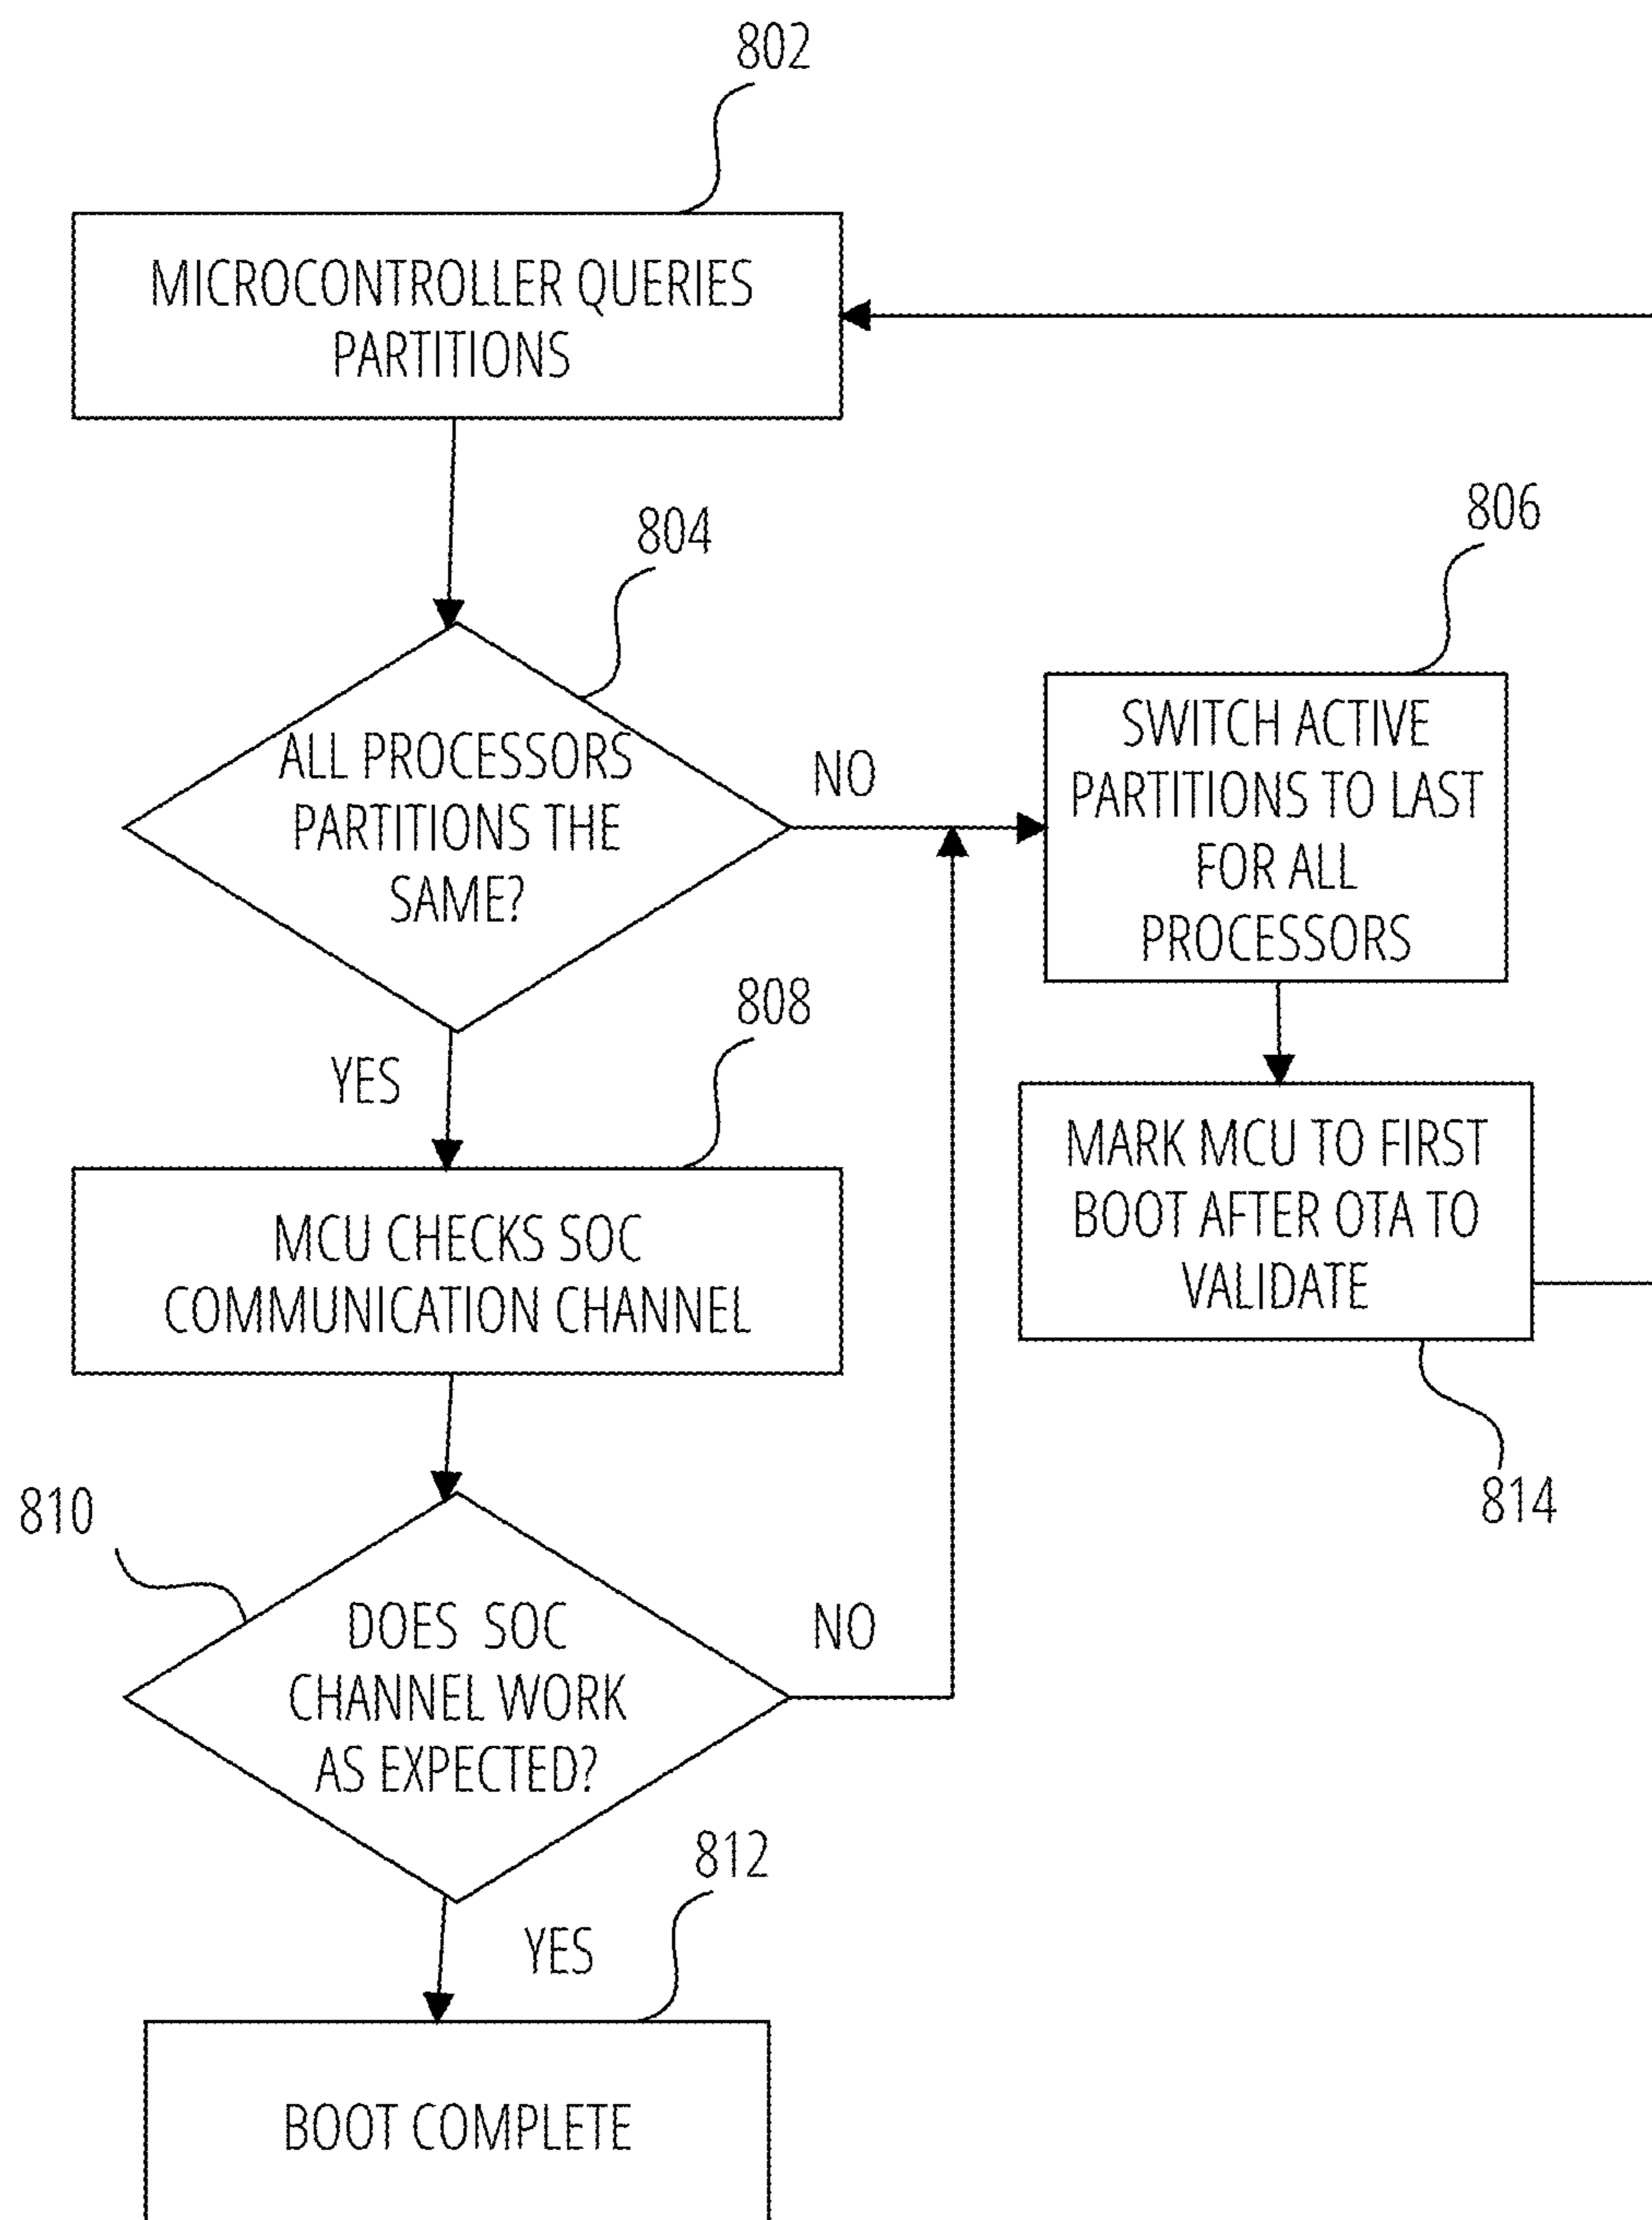 802
MICROCONTROLLER QUERIES
PARTITIONS
804
ALL PROCESSORS
PARTITIONS THE
SAME?
NO
806
SWITCH ACTIVE
PARTITIONS TO LAST
FOR ALL
PROCESSORS
YES
808
MCU CHECKS SOC
COMMUNICATION CHANNEL
MARK MCU TO FIRST
BOOT AFTER OTA TO
VALIDATE
814
810
DOES SOC
CHANNEL WORK
AS EXPECTED?
NO
YES
812
BOOT COMPLETE